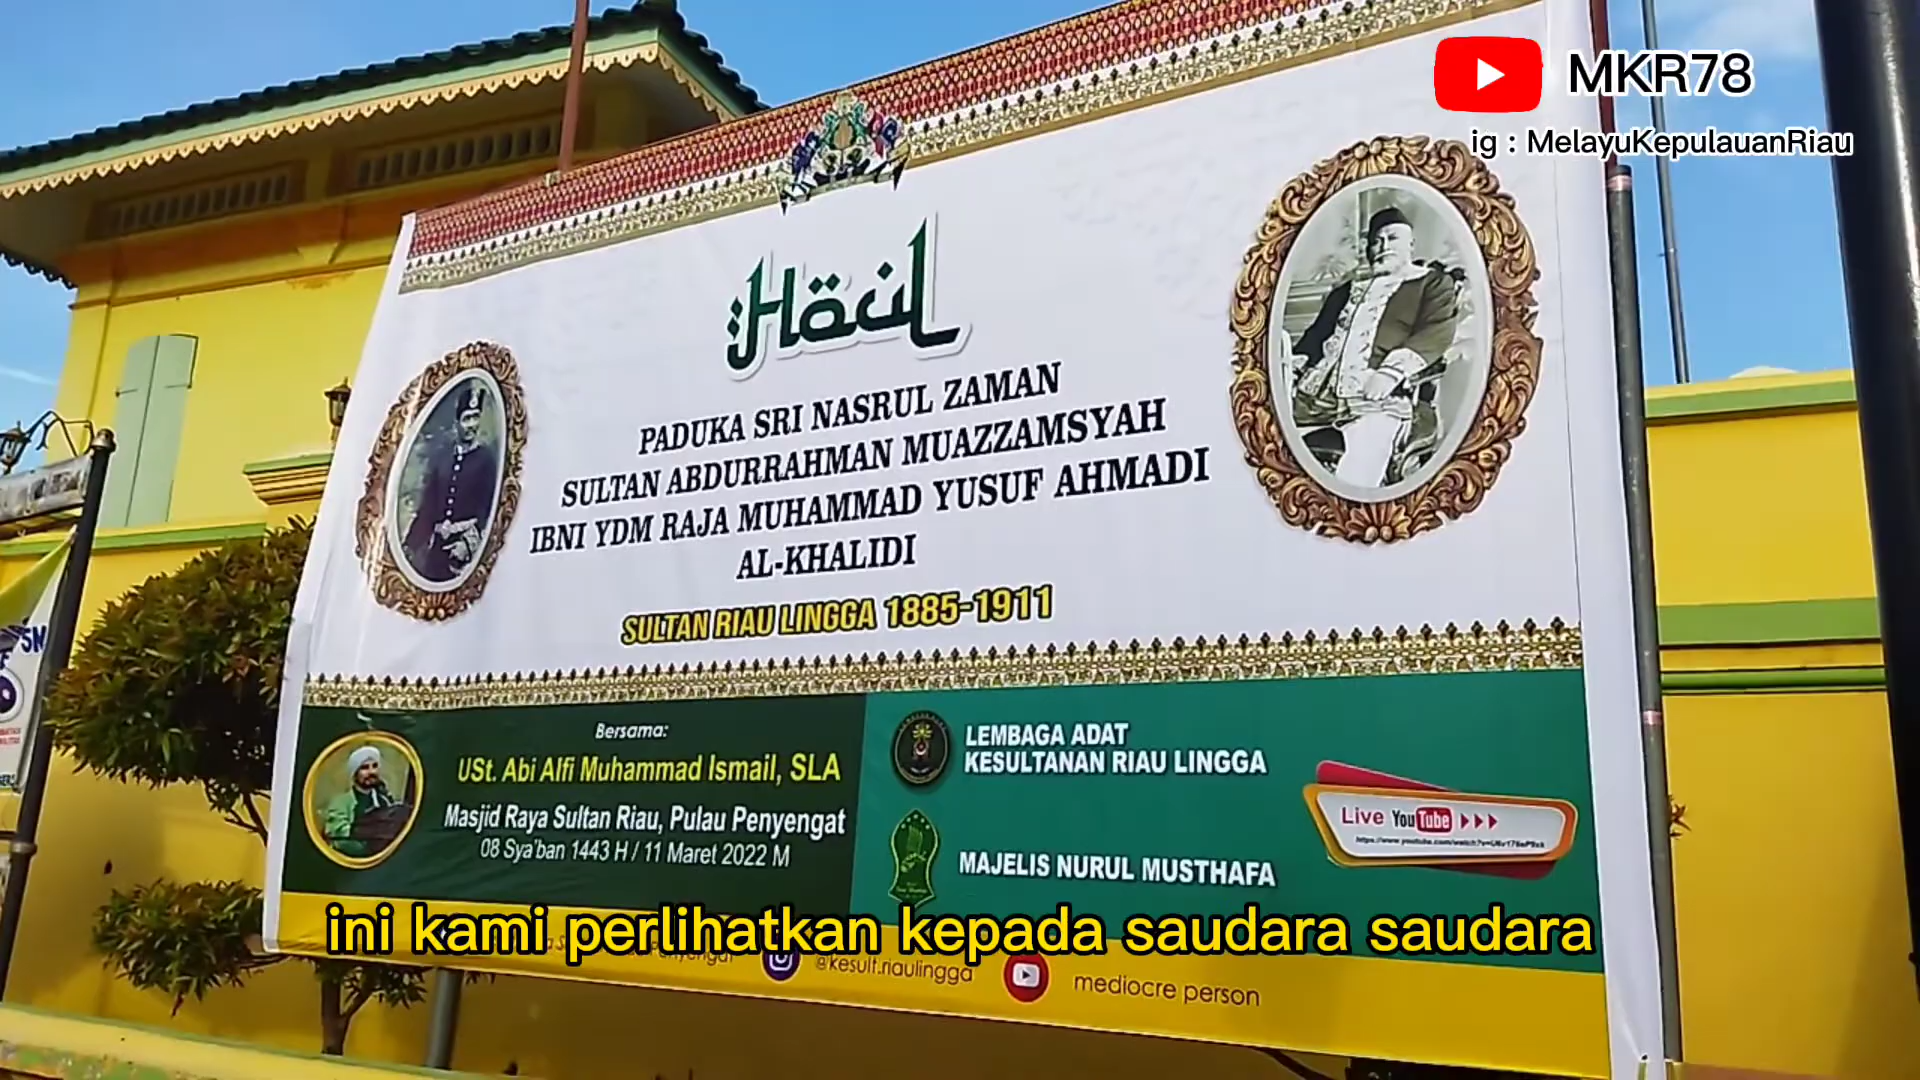 MKR78
ig : MelayuKepulauanRiau
Haul
PADUKA SRI NASRUL ZAMAN
SULTAN ABDURRAHMAN MUAZZAMSYAH
IBNI YDM RAJA MUHAMMAD YUSUF AHMADI
AL-KHALIDI
SULTAN RIAU LINGGA 1885-1911
Bersama:
USt. Abi Alfi Muhammad Ismail, SLA
Masjid Raya Sultan Riau, Pulau Penyengat
08 Sya'ban 1443 H / 11 Maret 2022 M
LEMBAGA ADAT
KESULTANAN RIAU LINGGA
MAJELIS NURUL MUSTHAFA
Live YouTube
ini kami perlihatkan kepada saudara saudara
@kesult.riaulingga
mediocre person